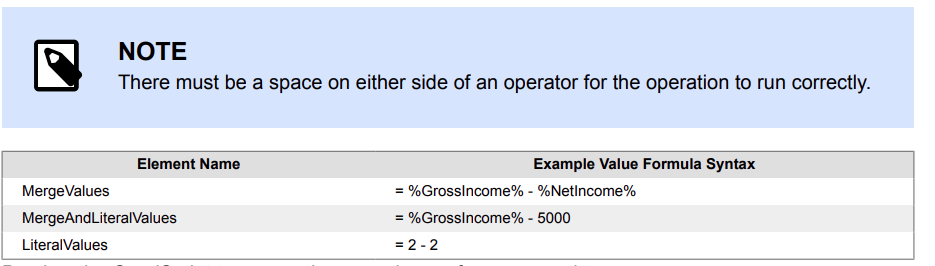 NOTE
There must be a space on either side of an operator for the operation to run correctly.
Element Name Example Value Formula Syntax
MergeValues = %GrossIncome% - %NetIncome%
MergeAndLiteralValues = %GrossIncome% - 5000
LiteralValues = 2 - 2